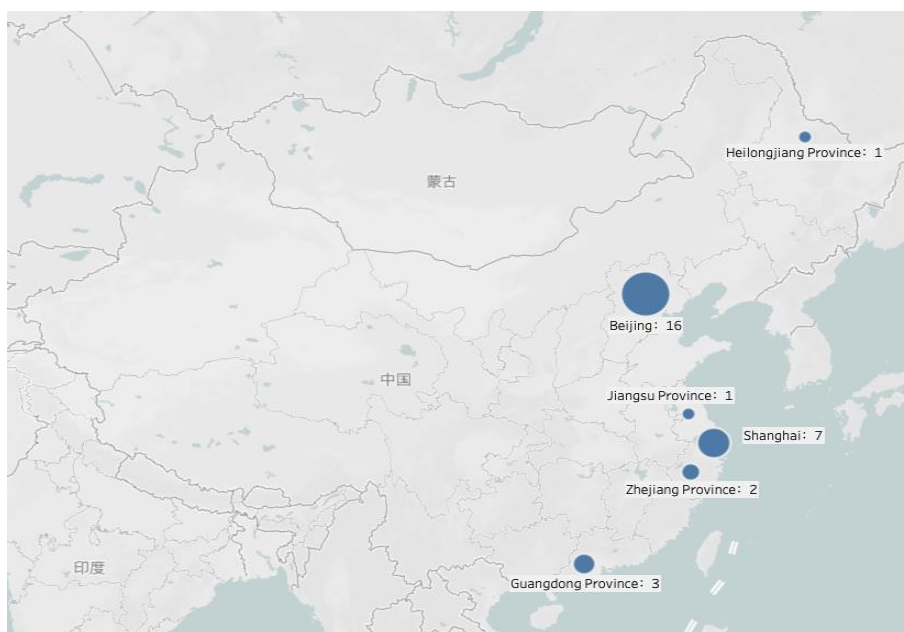 Heilongjiang Province：1
蒙古
Beijing：16
中国
Jiangsu Province：1
Shanghai：7
Zhejiang Province：2
印度
Guangdong Province：3